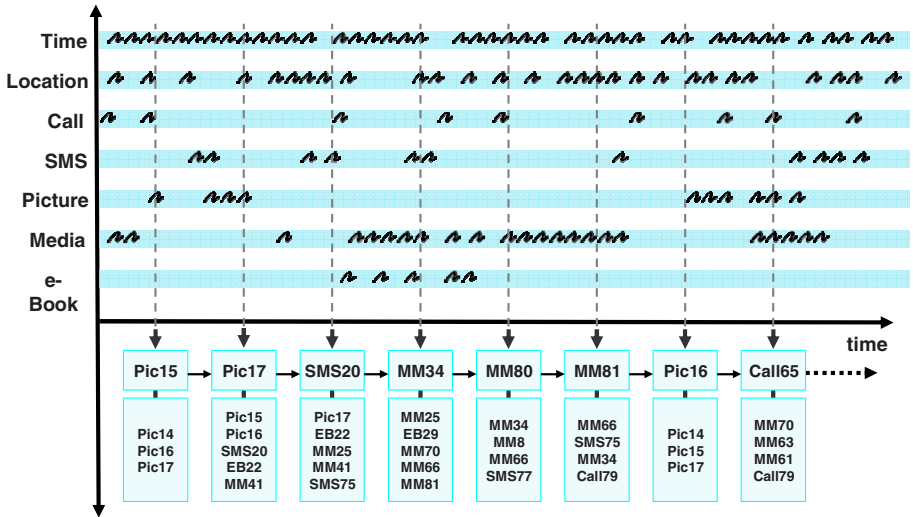 Time
Location
Call
SMS
Picture
Media
e-
Book
time
Pic15
Pic17
SMS20
MM34
MM80
MM81
Pic16
Call65
Pic14
Pic16
Pic17
Pic15
Pic16
SMS20
EB22
MM41
Pic17
EB22
MM25
MM41
SMS75
MM25
EB29
MM70
MM66
MM81
MM34
MM8
MM66
SMS77
MM66
SMS75
MM34
Call79
Pic14
Pic15
Pic17
MM70
MM63
MM61
Call79